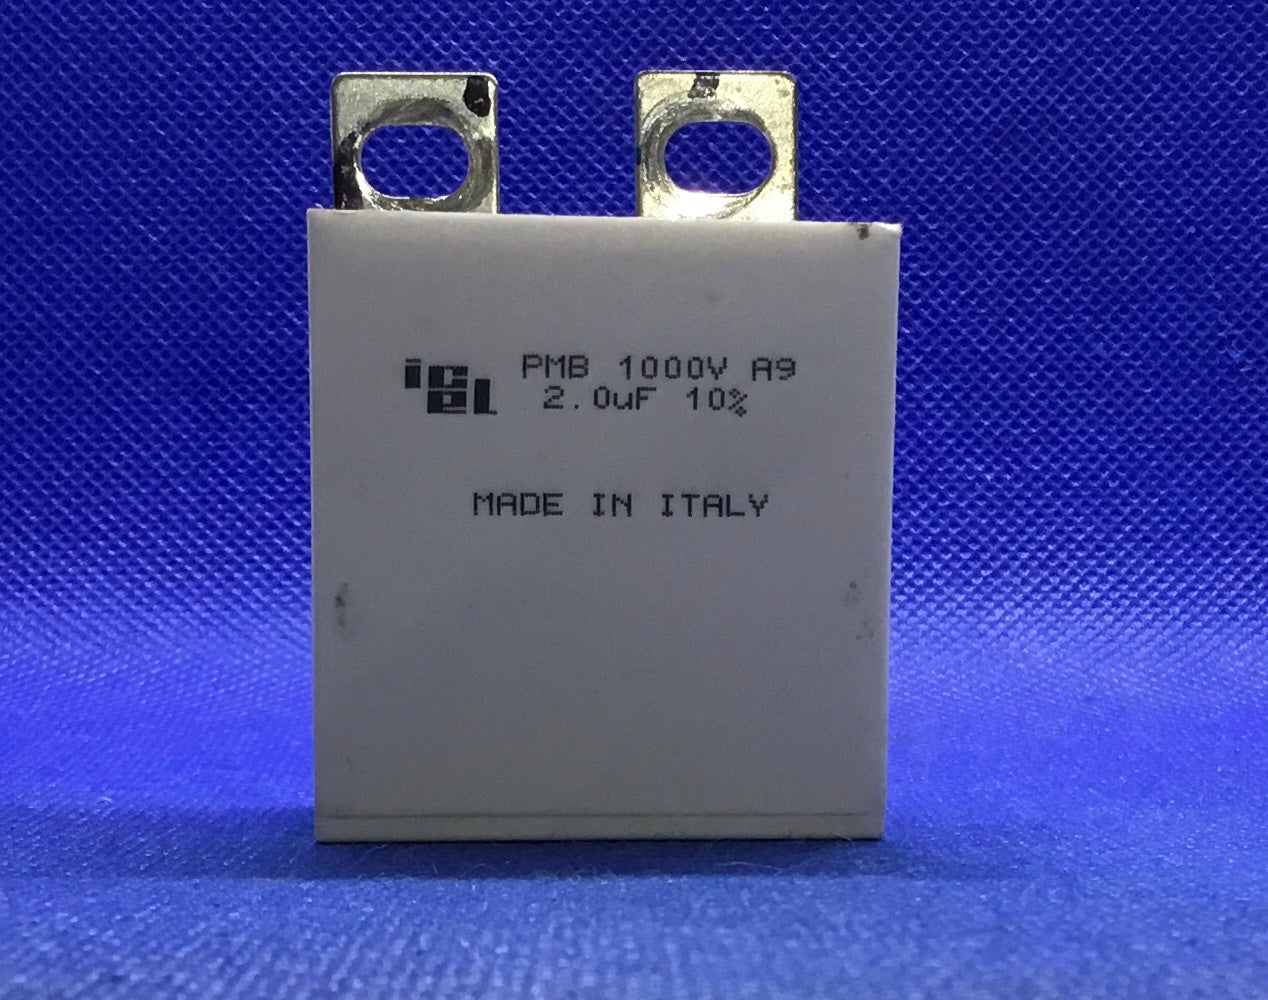 icel
PMB 1000V A9
2.0uF 10%
MADE IN ITALY